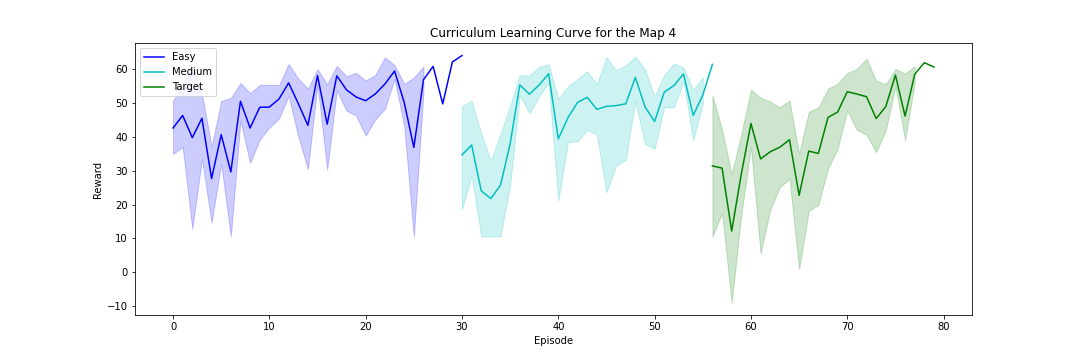 Curriculum Learning Curve for the Map 4
Easy
Medium
Target
60
50
40
30
20
10
0
−10
Reward
0 10 20 30 40 50 60 70 80
Episode